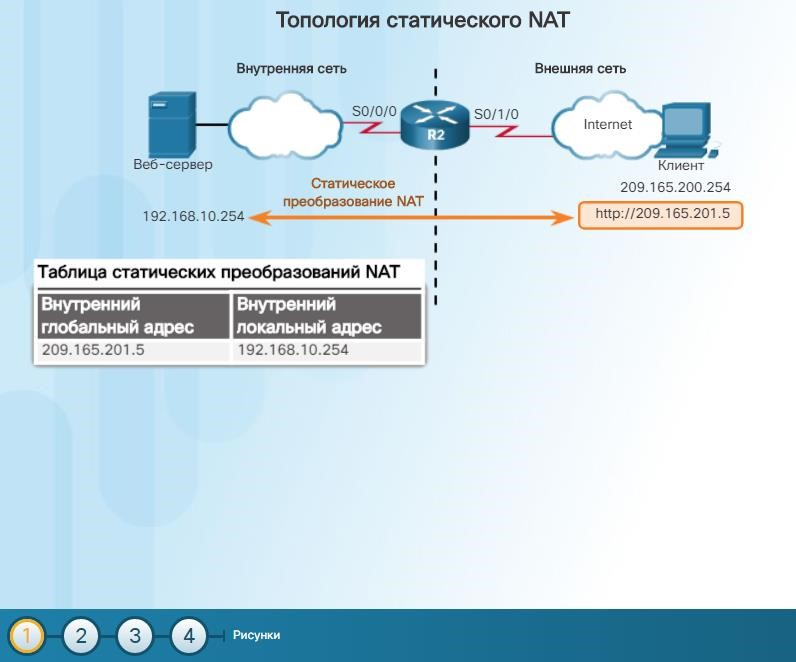 Топология статического NAT
Внутренняя сеть
Внешняя сеть
S0/0/0
S0/1/0
R2
Internet
Веб-сервер
Клиент
209.165.200.254
Статическое
преобразование NAT
192.168.10.254
http://209.165.201.5
Таблица статических преобразований NAT
Внутренний глобальный адрес
Внутренний локальный адрес
209.165.201.5
192.168.10.254
1
2
3
4
Рисунки